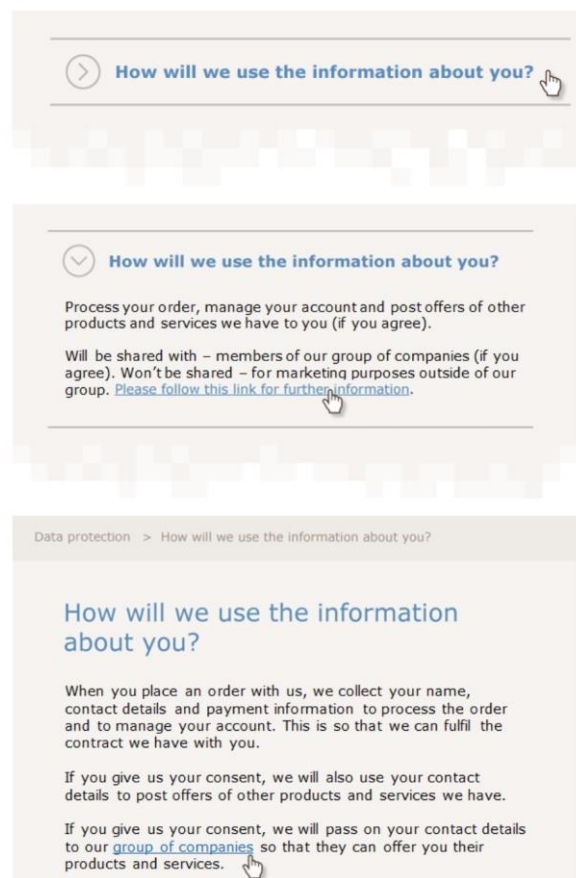 How will we use the information about you?
How will we use the information about you?
Process your order, manage your account and post offers of other
products and services we have to you (if you agree).
Will be shared with – members of our group of companies (if you
agree). Won't be shared – for marketing purposes outside of our
group. Please follow this link for further information.
Data protection > How will we use the information about you?
How will we use the information
about you?
When you place an order with us, we collect your name,
contact details and payment information to process the order
and to manage your account. This is so that we can fulfil the
contract we have with you.
If you give us your consent, we will also use your contact
details to post offers of other products and services we have.
If you give us your consent, we will pass on your contact details
to our group of companies so that they can offer you their
products and services.